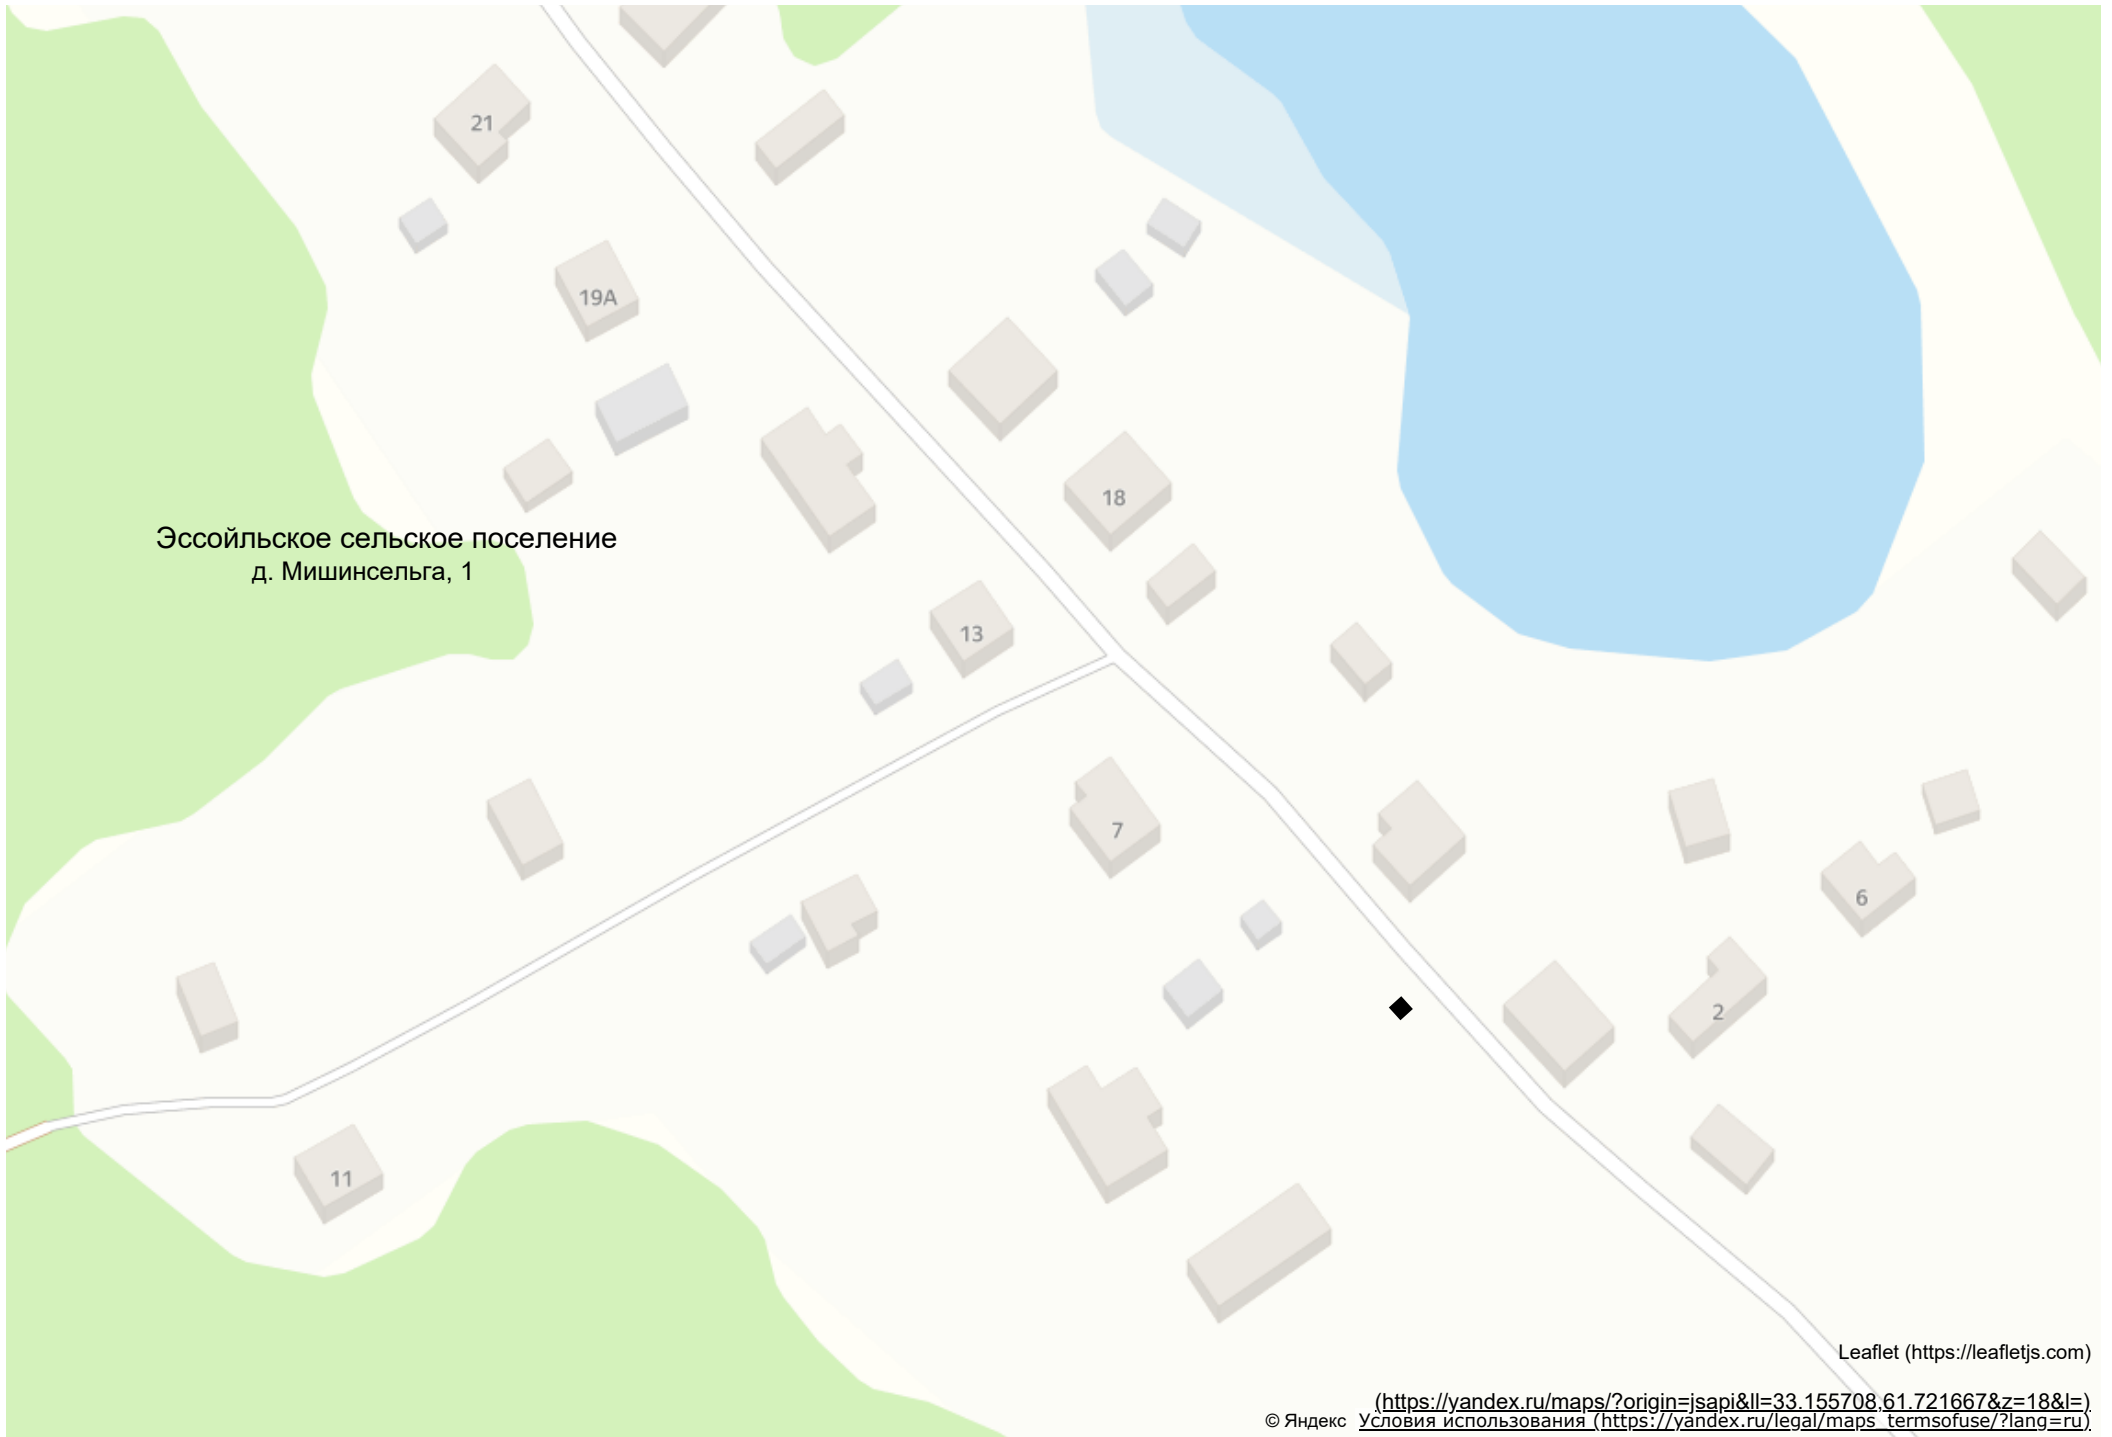 21
19А
18
Эссойльское сельское поселение
д. Мишинсельга, 1
13
7
6
2
11
Leaflet (https://leafletjs.com)
(https://yandex.ru/maps/?origin=jsapi&ll=33.155708,61.721667&z=18&l=)
© Яндекс Условия использования (https://yandex.ru/legal/maps_termsofuse/?lang=ru)